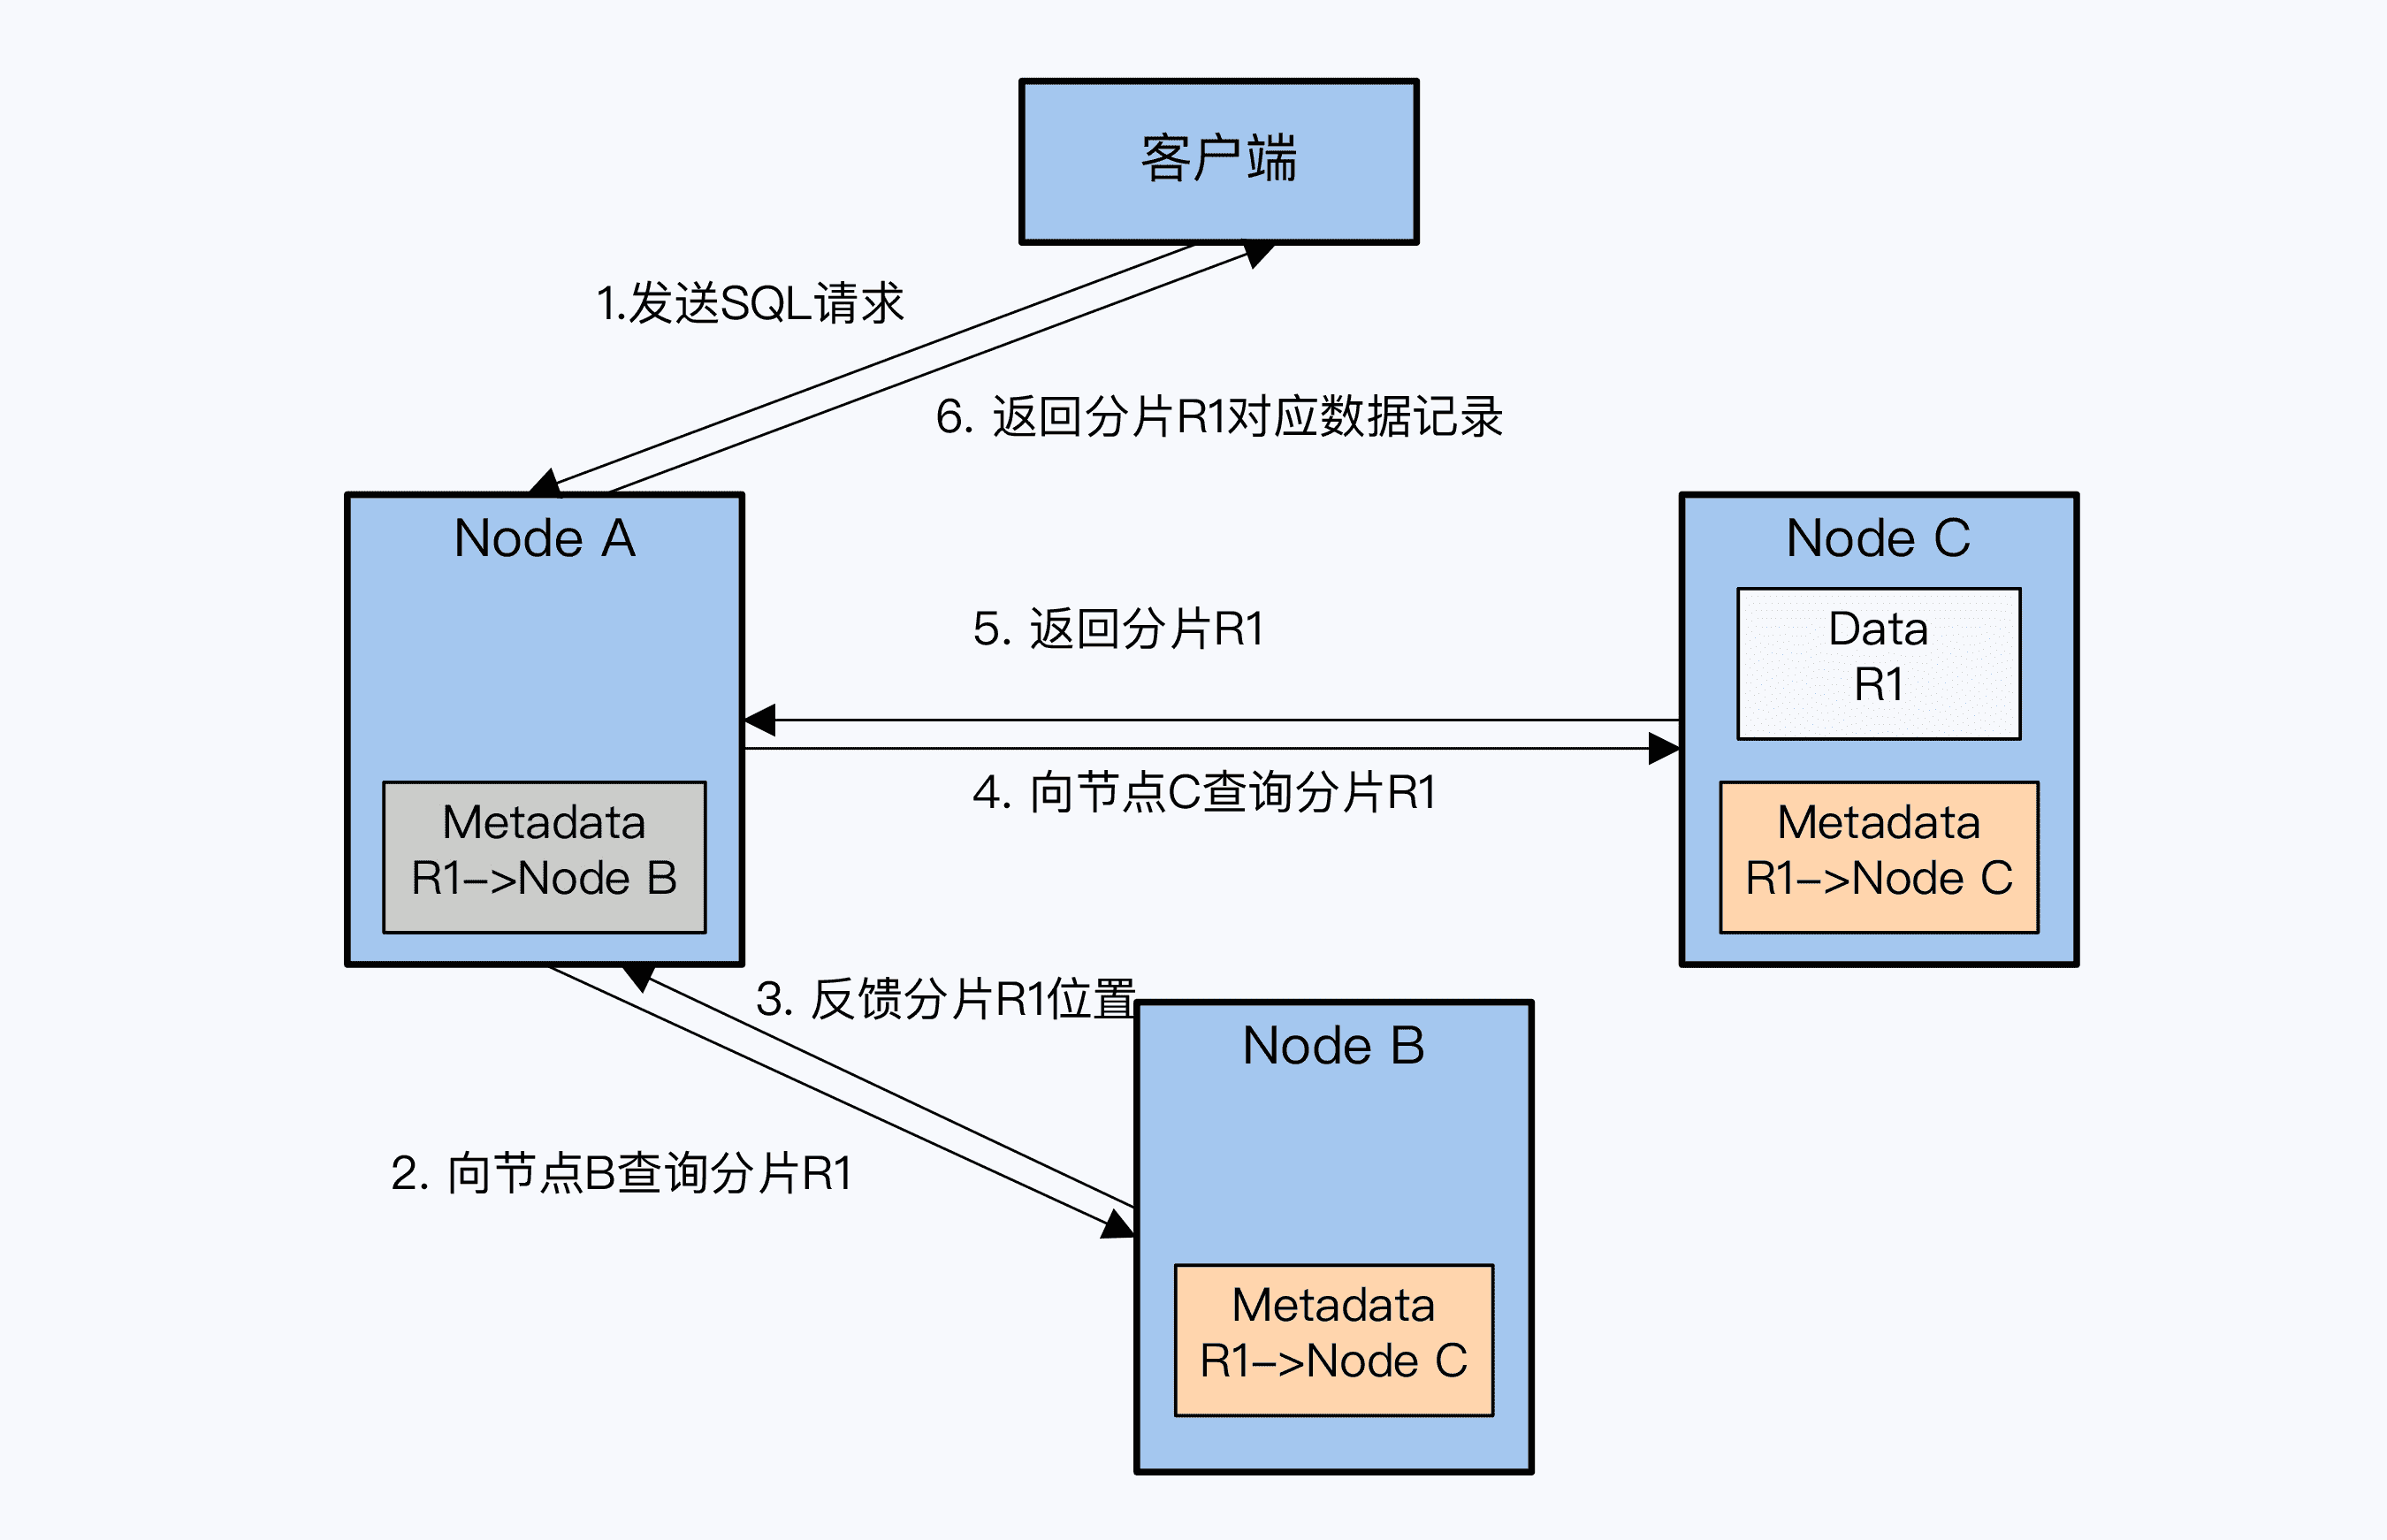 客户端
1.发送SQL请求
6. 返回分片R1对应数据记录
Node A
Metadata
R1–>Node B
Node C
Data
R1
Metadata
R1–>Node C
5. 返回分片R1
4. 向节点C查询分片R1
3. 反馈分片R1位置
2. 向节点B查询分片R1
Node B
Metadata
R1–>Node C